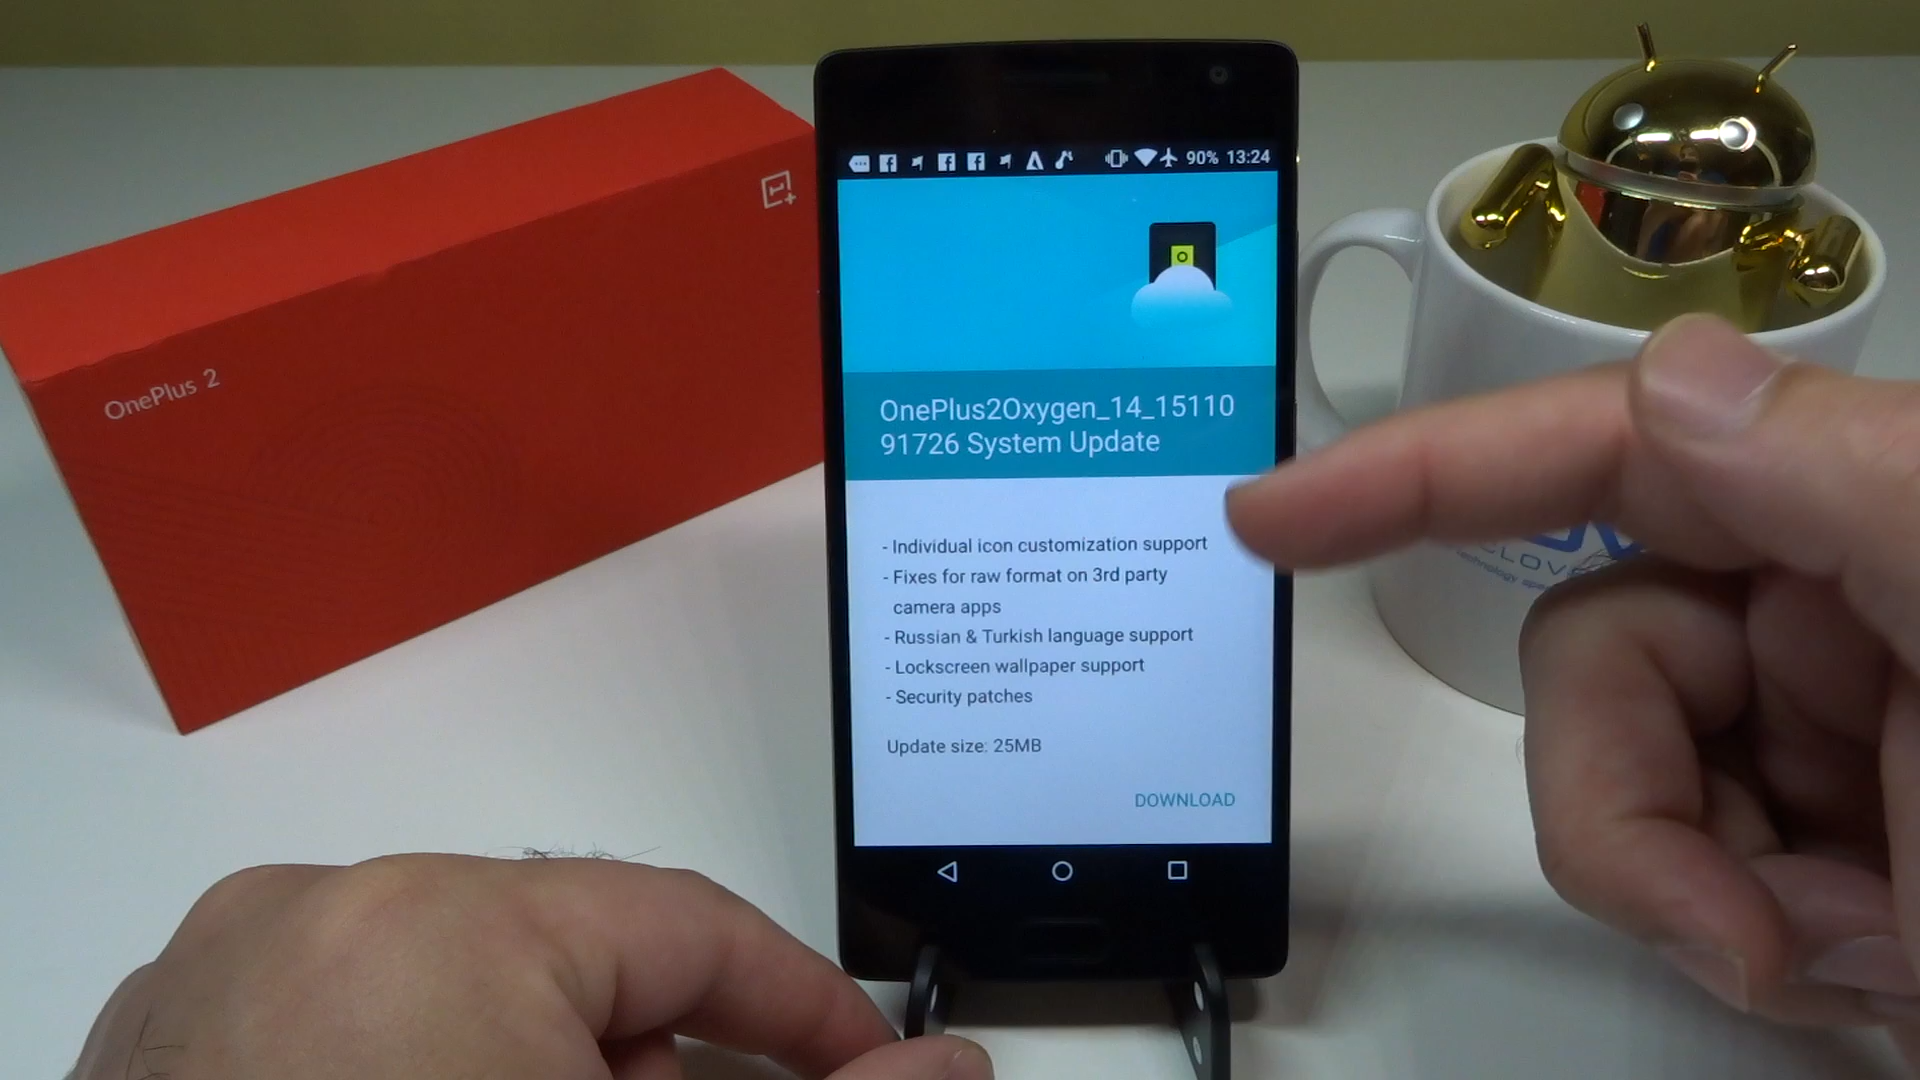 OnePlus 2
90% 13:24
OnePlus2Oxygen_14_15110
91726 System Update
- Individual icon customization support
- Fixes for raw format on 3rd party
camera apps
- Russian & Turkish language support
- Lockscreen wallpaper support
- Security patches
Update size: 25MB
DOWNLOAD